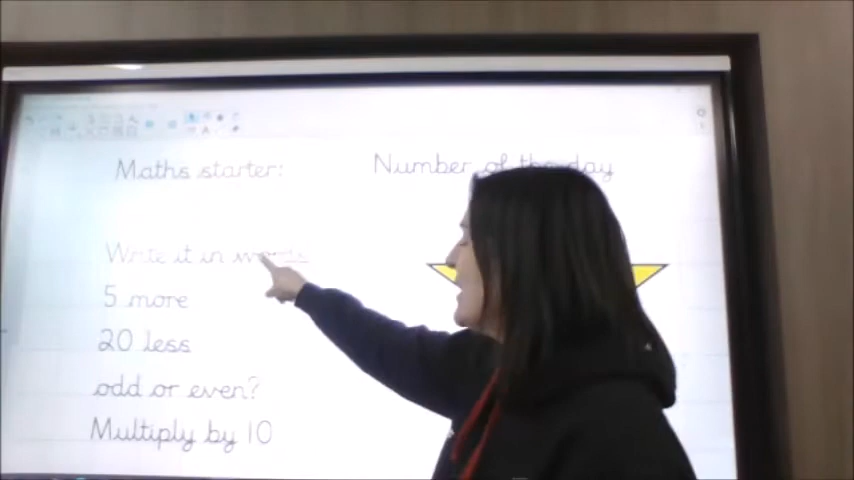 Maths starter:
Number of the day
Write it in words
5 more
20 less
odd or even?
Multiply by 10